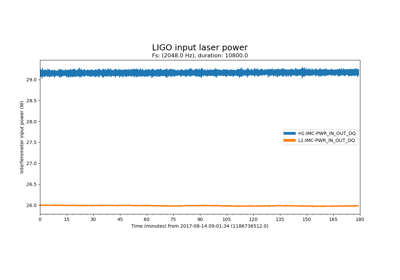 LIGO input laser power
Fs: (2048.0 Hz), duration: 10800.0
Interferometer input power (W)
29.0
28.5
28.0
27.5
27.0
26.5
26.0
H1:IMC-PWR_IN_OUT_DQ
L1:IMC-PWR_IN_OUT_DQ
0 15 30 45 60 75 90 105 120 135 150 165 180
Time (minutes) from 2017-08-14 09:01:34 (1186736512.0)